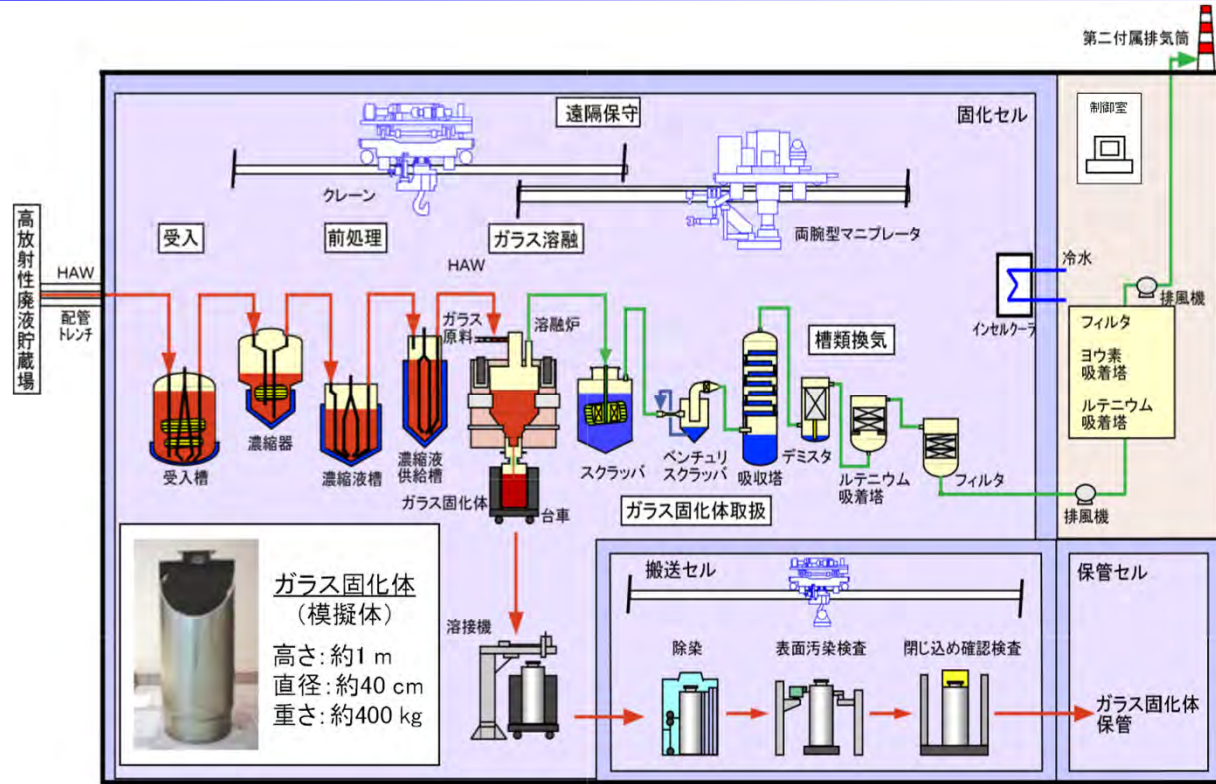 第二付属排気筒
制御室
遠隔保守
固化セル
クレーン
両腕型マニプレータ
高放射性廃液貯蔵場
HAW
配管
トレンチ
受入
前処理
ガラス溶融
HAW
冷水
インセルクーラ
排風機
ガラス
原料
溶融炉
槽類換気
フィルタ
ヨウ素
吸着塔
ルテニウム
吸着塔
受入槽
濃縮器
濃縮液槽
濃縮液
供給槽
スクラッバ
ベンチュリ
スクラッバ
吸収塔
デミスタ
ルテニウム
吸着塔
フィルタ
排風機
ガラス固化体
台車
ガラス固化体取扱
ガラス固化体
(模擬体)
高さ:約1 m
直径:約40 cm
重さ:約400 kg
溶接機
搬送セル
除染
表面汚染検査
閉じ込め確認検査
保管セル
ガラス固化体
保管